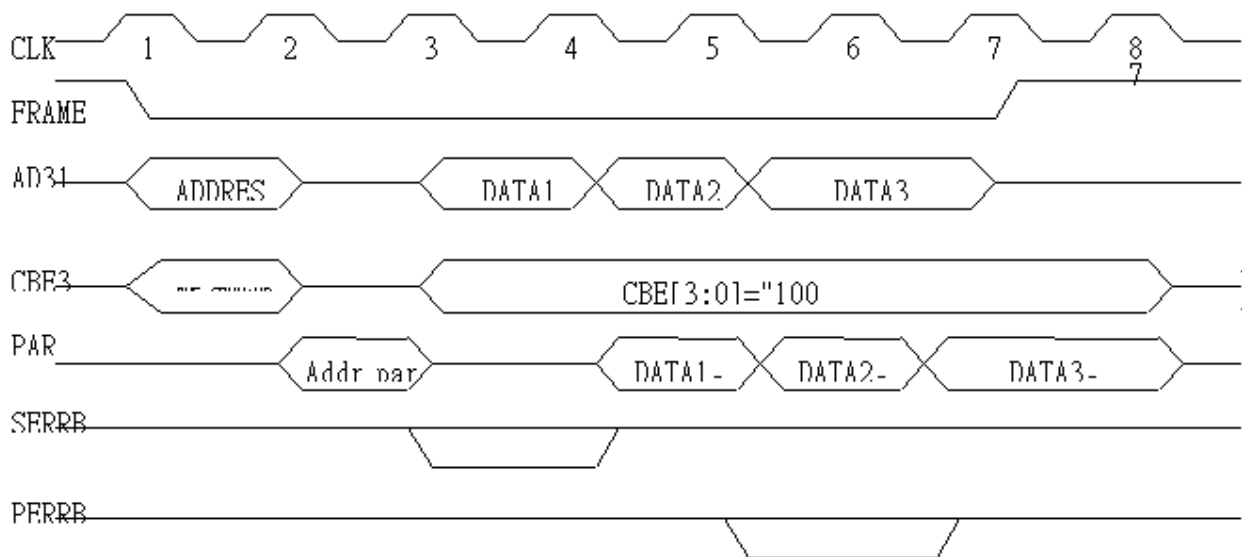 CLK 1 2 3 4 5 6 7 8
7
FRAME
AD31 ADDRES DATA1 DATA2 DATA3
CBE3 CBE[3:0]="100
PAR Addr par DATA1- DATA2- DATA3-
SERRB
PERRB